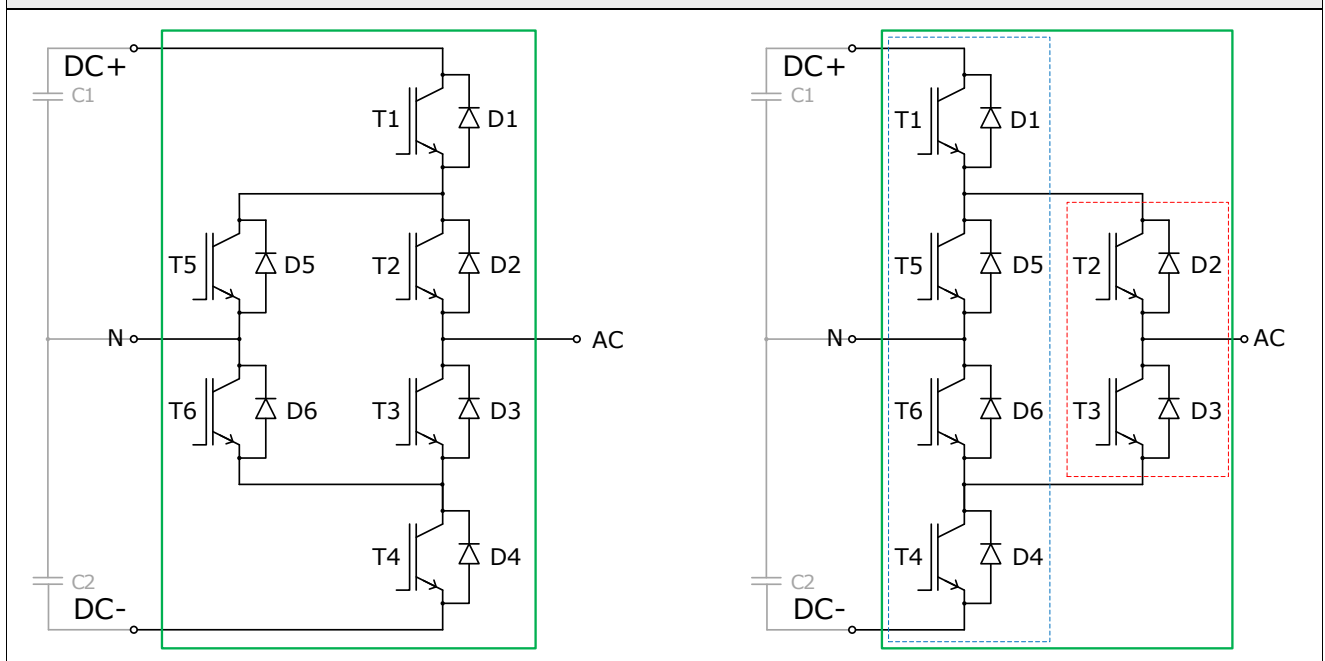 DC+
C1
T1
D1
T5
D5
T2
D2
N
AC
T6
D6
T3
D3
T4
D4
C2
DC-
DC+
C1
T1
D1
T5
D5
T2
D2
N
AC
T6
D6
T3
D3
T4
D4
C2
DC-